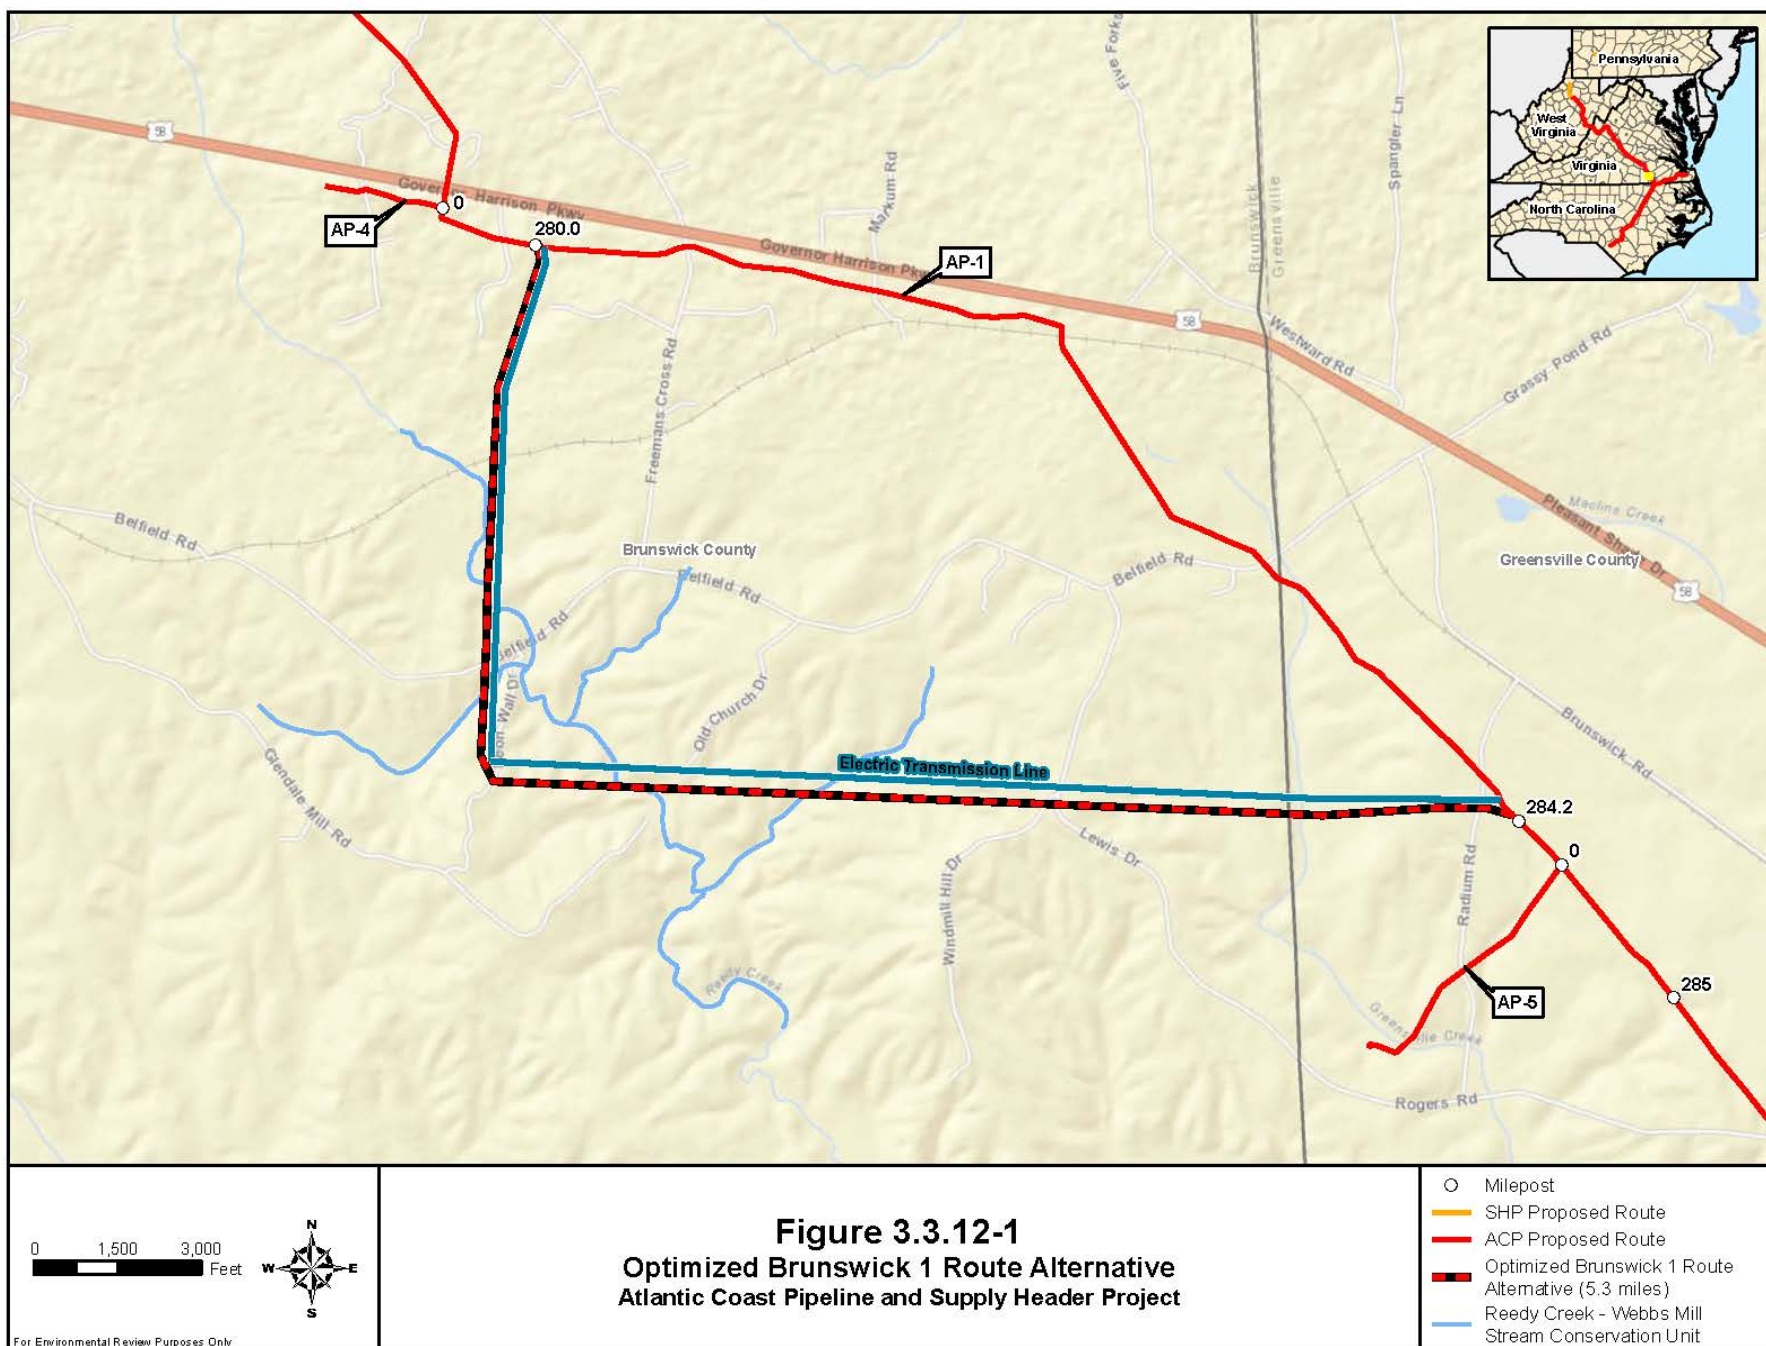 Five Forks
Spangler Ln
Pennsylvania
West
Virginia
Virginia
North Carolina
58
Governor Harrison Pkwy
0
AP-4
280.0
Markum Rd
Governor Harrison Pkw
AP-1
Brunswick
Greensville
58
Westward Rd
Grassy Pond Rd
Freemans Cross Rd
Belfield Rd
Brunswick County
Belfield Rd
Belfield Rd
Maclins Creek
Pleasant Shade Dr
Greensville County
58
Belfield Rd
eon Wall Dr
Old Church Dr
Glendale Mill Rd
Electric Transmission Line
Brunswick Rd
284.2
0
Lewis Dr
Windmill Hill Dr
Radium Rd
Reedy Creek
AP-5
285
Greensville Creek
Rogers Rd
0 1,500 3,000
Feet
N
W E
S
For Environmental Review Purposes Only
Figure 3.3.12-1
Optimized Brunswick 1 Route Alternative
Atlantic Coast Pipeline and Supply Header Project
Milepost
SHP Proposed Route
ACP Proposed Route
Optimized Brunswick 1 Route
Alternative (5.3 miles)
Reedy Creek - Webbs Mill
Stream Conservation Unit